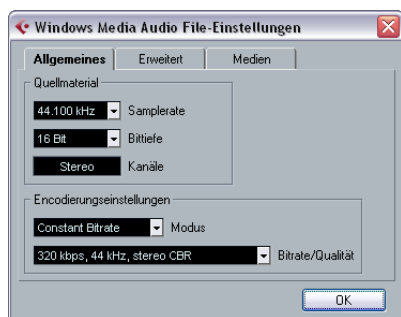 Windows Media Audio File-Einstellungen
Allgemeines Erweitert Medien
Quellmaterial
44.100 kHz Samplerate
16 Bit Bittiefe
Stereo Kanäle
Encodierungseinstellungen
Constant Bitrate Modus
320 kbps, 44 kHz, stereo CBR Bitrate/Qualität
OK